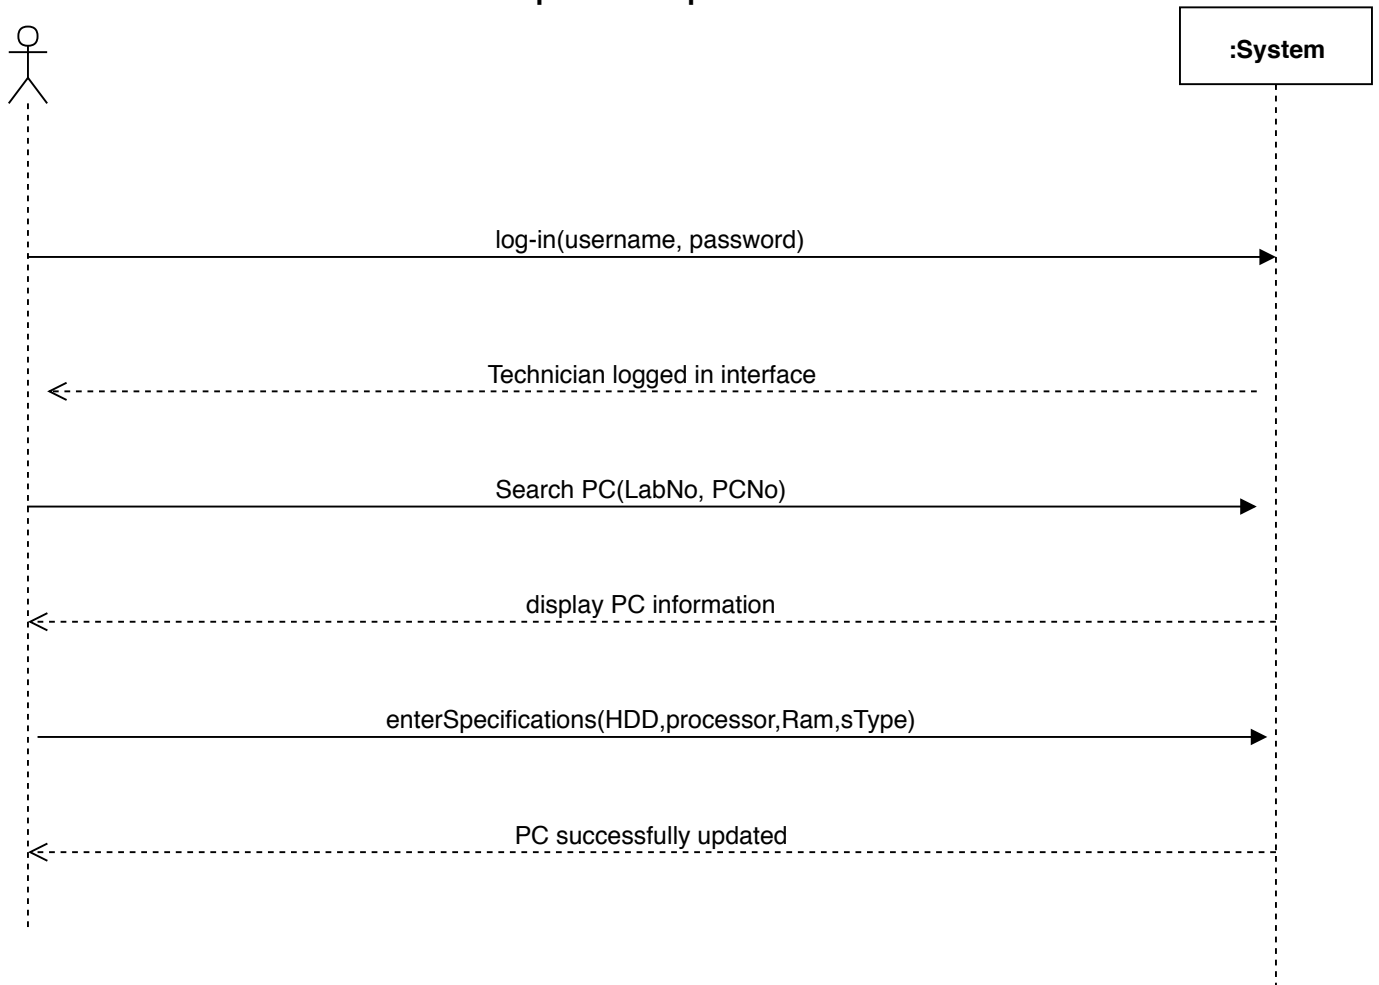 :System
log-in(username, password)
Technician logged in interface
Search PC(LabNo, PCNo)
display PC information
enterSpecifications(HDD,processor,Ram,sType)
PC successfully updated